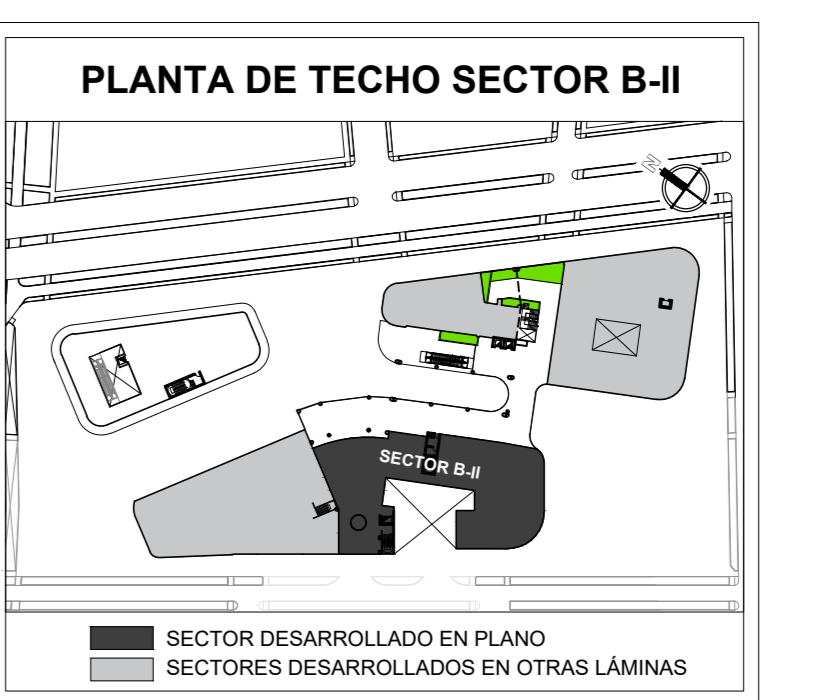 PLANTA DE TECHO SECTOR B-II
N
SECTOR B-II
SECTOR DESARROLLADO EN PLANO
SECTORES DESARROLLADOS EN OTRAS LÁMINAS